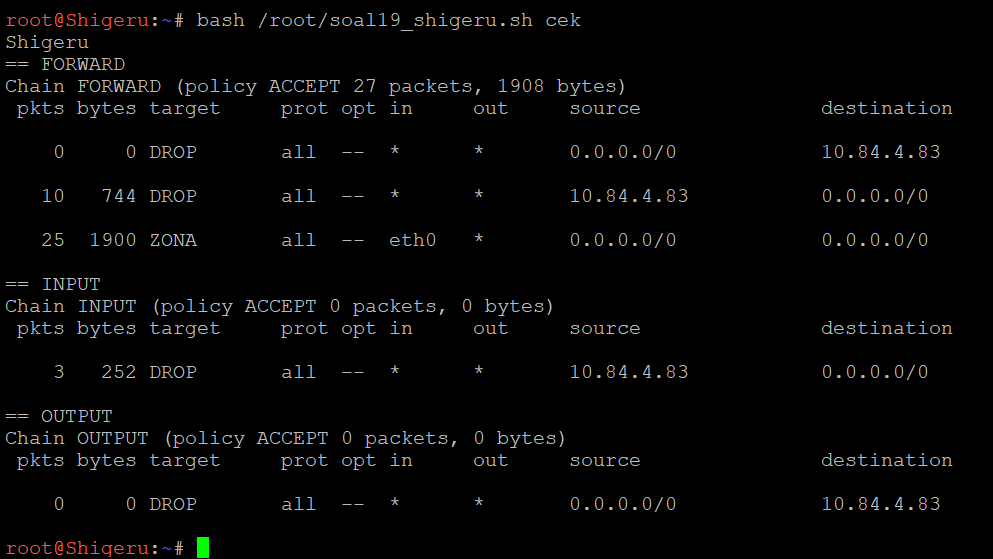 root@Shigeru:~# bash /root/soal19_shigeru.sh cek
Shigeru
== FORWARD
Chain FORWARD (policy ACCEPT 27 packets, 1908 bytes)
 pkts bytes target     prot opt in     out     source               destination
    0     0 DROP       all  --  *      *       0.0.0.0/0            10.84.4.83
   10   744 DROP       all  --  *      *       10.84.4.83           0.0.0.0/0
   25  1900 ZONA       all  --  eth0   *       0.0.0.0/0            0.0.0.0/0
== INPUT
Chain INPUT (policy ACCEPT 0 packets, 0 bytes)
 pkts bytes target     prot opt in     out     source               destination
    3   252 DROP       all  --  *      *       10.84.4.83           0.0.0.0/0
== OUTPUT
Chain OUTPUT (policy ACCEPT 0 packets, 0 bytes)
 pkts bytes target     prot opt in     out     source               destination
    0     0 DROP       all  --  *      *       0.0.0.0/0            10.84.4.83
root@Shigeru:~#